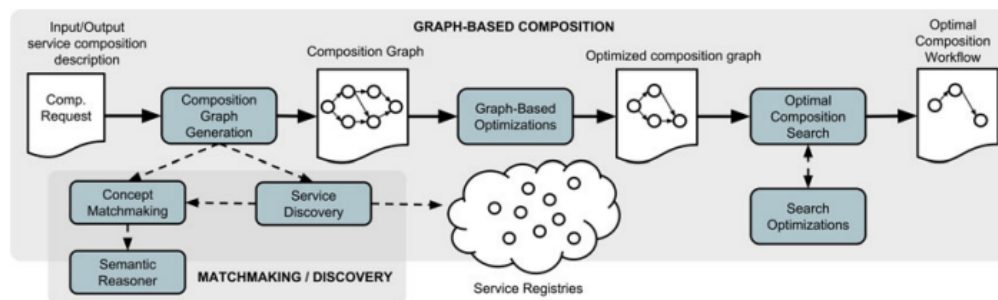 GRAPH-BASED COMPOSITION
Input/Output
service composition
description
Composition Graph
Optimized composition graph
Optimal
Composition
Workflow
Comp.
Request
Composition
Graph
Generation
Graph-Based
Optimizations
Optimal
Composition
Search
Concept
Matchmaking
Service
Discovery
Search
Optimizations
Semantic
Reasoner
MATCHMAKING / DISCOVERY
Service Registries